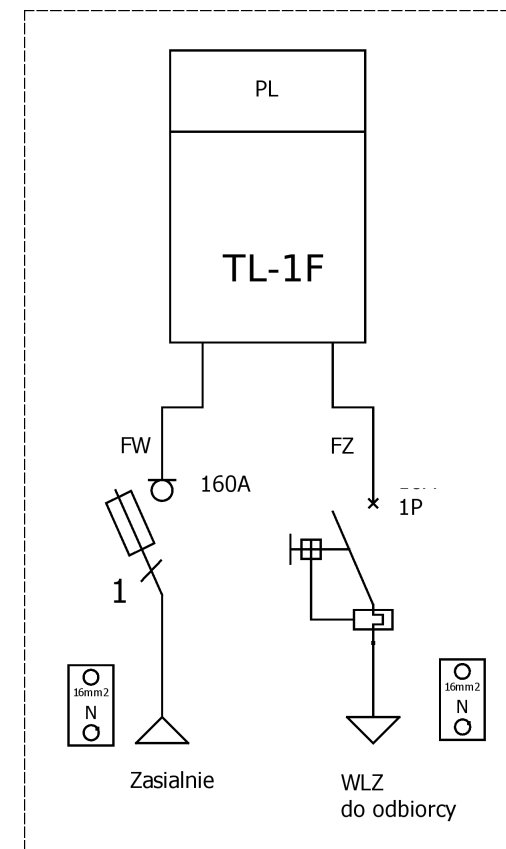 PL
TL-1F
FW
FZ
160A
1P
1
16mm2
N
16mm2
N
Zasialnie
WLZ
do odbiorcy